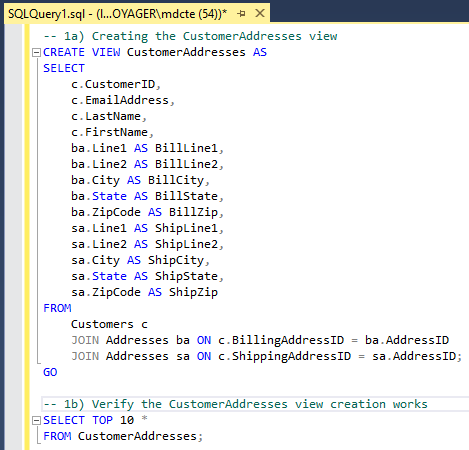 SQLQuery1.sql - (l...OYAGER\mdcte (54))*
-- 1a) Creating the CustomerAddresses view
CREATE VIEW CustomerAddresses AS
SELECT
c.CustomerID,
c.EmailAddress,
c.LastName,
c.FirstName,
ba.Line1 AS BillLine1,
ba.Line2 AS BillLine2,
ba.City AS BillCity,
ba.State AS BillState,
ba.ZipCode AS BillZip,
sa.Line1 AS ShipLine1,
sa.Line2 AS ShipLine2,
sa.City AS ShipCity,
sa.State AS ShipState,
sa.ZipCode AS ShipZip
FROM
Customers c
JOIN Addresses ba ON c.BillingAddressID = ba.AddressID
JOIN Addresses sa ON c.ShippingAddressID = sa.AddressID;
GO
-- 1b) Verify the CustomerAddresses view creation works
SELECT TOP 10 *
FROM CustomerAddresses;